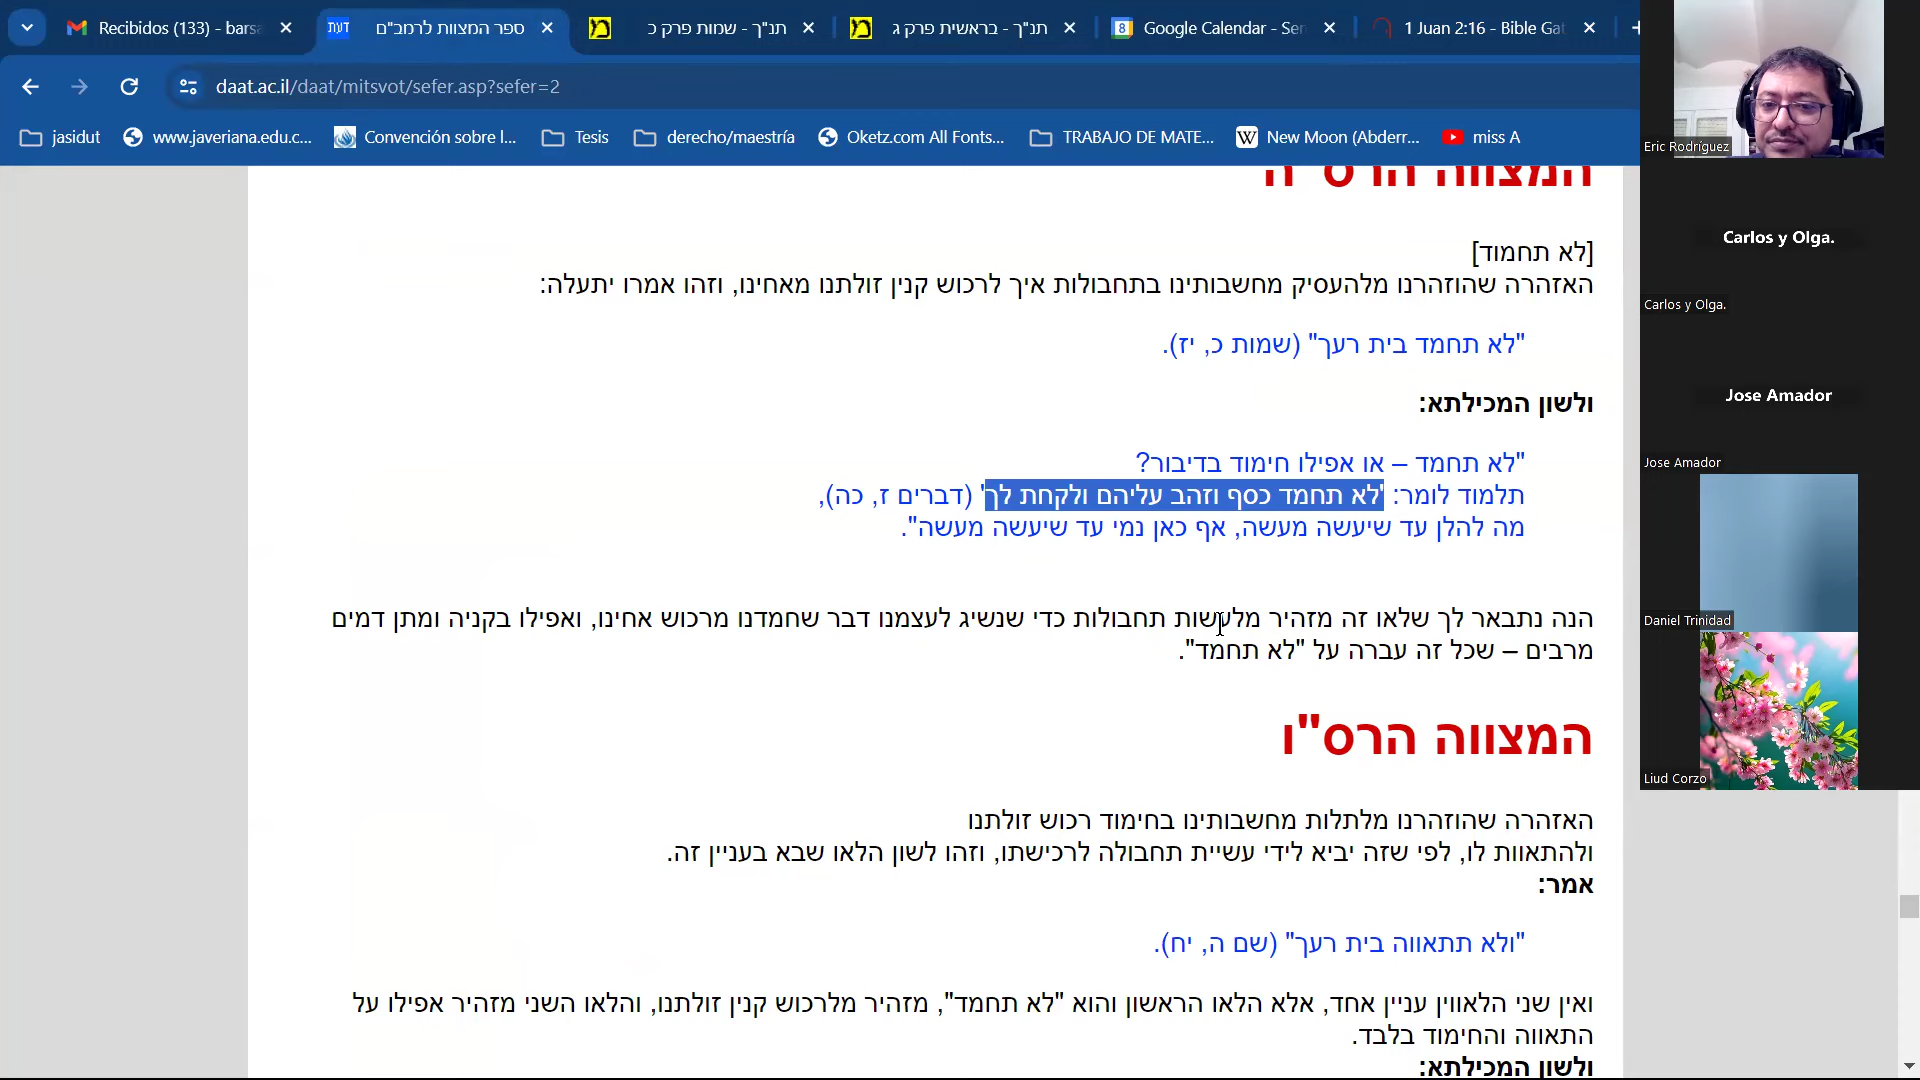 Recibidos (133) - barsa
ספר המצוות לרמב"ם
תנ"ך - שמות פרק כ
תנ"ך - בראשית פרק ג
Google Calendar - Sem
1 Juan 2:16 - Bible Gat
daat.ac.il/daat/mitsvot/sefer.asp?sefer=2
jasidut
www.javeriana.edu.c...
Convención sobre l...
Tesis
derecho/maestría
Oketz.com All Fonts...
TRABAJO DE MATE...
New Moon (Abderr...
miss A
המצווה הרס"ה
[לא תחמוד]
האזהרה שהוזהרנו מלהעסיק מחשבותינו בתחבולות איך לרכוש קנין זולתנו מאחינו, וזהו אמרו יתעלה:
"לא תחמד בית רעך" (שמות כ, יז).
ולשון המכילתא:
"לא תחמד – או אפילו חימוד בדיבור?
תלמוד לומר: 'לא תחמד כסף וזהב עליהם ולקחת לך' (דברים ז, כה),
מה להלן עד שיעשה מעשה, אף כאן נמי עד שיעשה מעשה".
הנה נתבאר לך שלאו זה מזהיר מלעשות תחבולות כדי שנשיג לעצמנו דבר שחמדנו מרכוש אחינו, ואפילו בקניה ומתן דמים
מרבים – שכל זה עברה על "לא תחמד".
המצווה הרס"ו
האזהרה שהוזהרנו מלתלות מחשבותינו בחימוד רכוש זולתנו
ולהתאוות לו, לפי שזה יביא לידי עשיית תחבולה לרכישתו, וזהו לשון הלאו שבא בעניין זה.
אמר:
"ולא תתאווה בית רעך" (שם ה, יח).
ואין שני הלאווין עניין אחד, אלא הלאו הראשון והוא "לא תחמד", מזהיר מלרכוש קנין זולתנו, והלאו השני מזהיר אפילו על
התאווה והחימוד בלבד.
ולשון המכילתא:
Eric Rodríguez
Carlos y Olga.
Carlos y Olga.
Jose Amador
Jose Amador
Daniel Trinidad
Liud Corzo